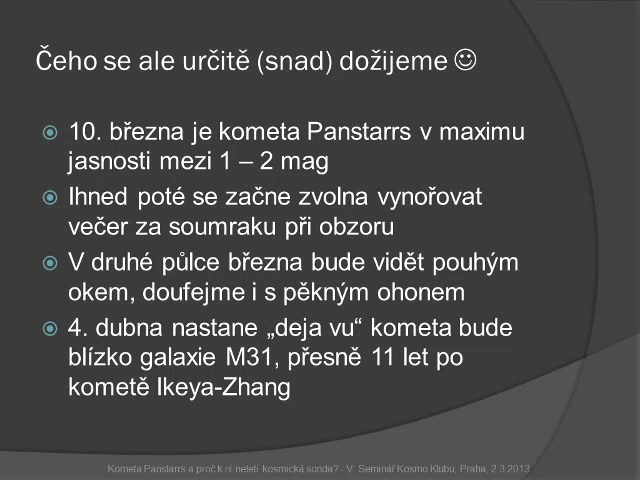 Čeho se ale určitě (snad) dožijeme ☺
10. března je kometa Panstarrs v maximu
jasnosti mezi 1 – 2 mag
Ihned poté se začne zvolna vynořovat
večer za soumraku při obzoru
V druhé půlce března bude vidět pouhým
okem, doufejme i s pěkným ohonem
4. dubna nastane „deja vu“ kometa bude
blízko galaxie M31, přesně 11 let po
kometě Ikeya-Zhang
Kometa Panstarrs a proč k ní neletí kosmická sonda? - V. Seminář Kosmo Klubu, Praha, 2.3.2013